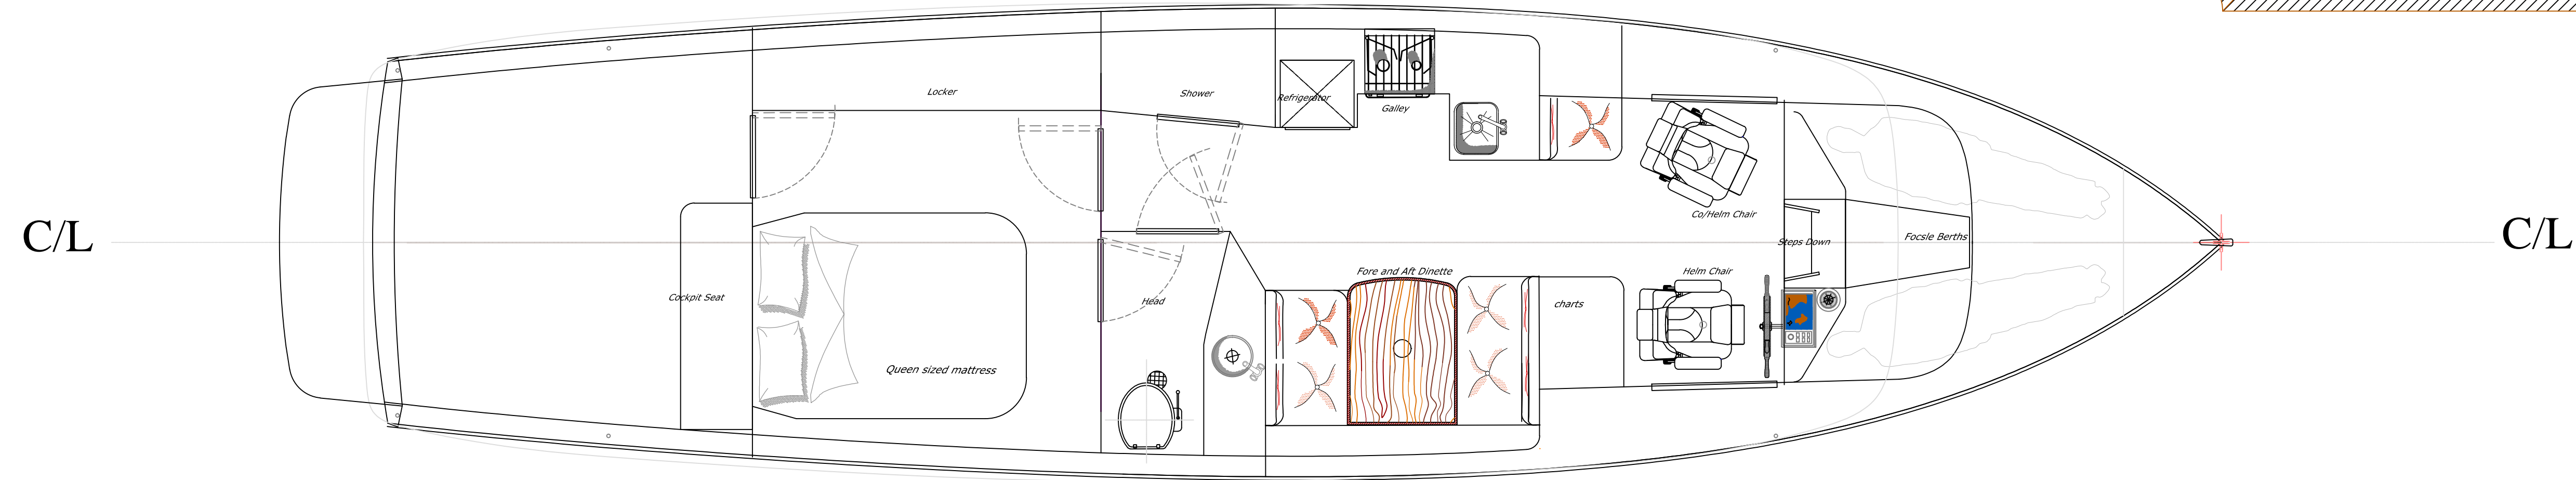 Locker
Shower
Refrigerator
Galley
Co/Helm Chair
C/L
Steps Down
Focsle Berths
C/L
Fore and Aft Dinette
Helm Chair
Cockpit Seat
Head
charts
Queen sized mattress